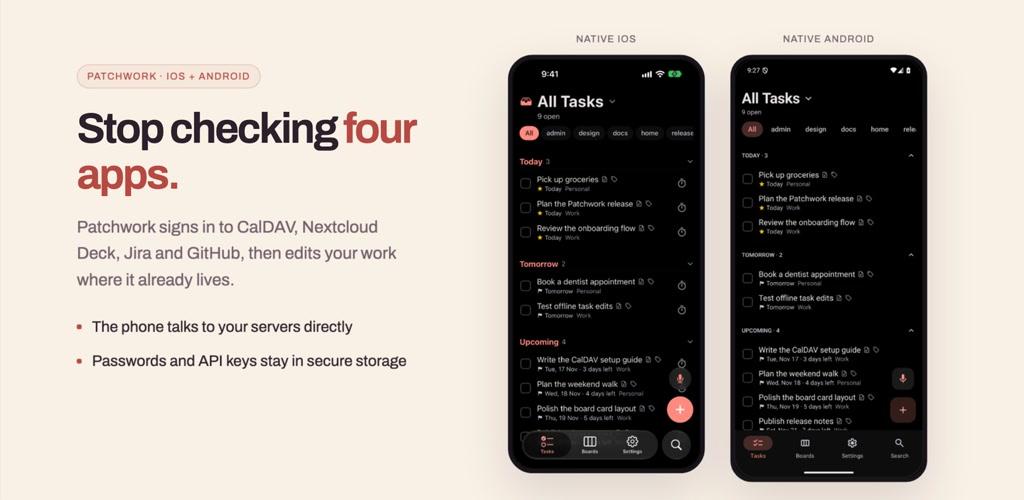 PATCHWORK · IOS + ANDROID
Stop checking four
apps.
Patchwork signs in to CalDAV, Nextcloud
Deck, Jira and GitHub, then edits your work
where it already lives.
The phone talks to your servers directly
Passwords and API keys stay in secure storage
NATIVE IOS
9:41
All Tasks
9 open
All admin design docs home release
Today 3
Pick up groceries
Today Personal
Plan the Patchwork release
Today Work
Review the onboarding flow
Today Work
Tomorrow 2
Book a dentist appointment
Tomorrow Personal
Test offline task edits
Tomorrow Work
Upcoming 4
Write the CalDAV setup guide
Tue, 17 Nov · 3 days left Work
Plan the weekend walk
Wed, 18 Nov · 4 days left Personal
Polish the board card layout
Thu, 19 Nov · 5 days left Work
Tasks Boards Settings
NATIVE ANDROID
9:27
All Tasks
9 open
All admin design docs home rele
TODAY · 3
Pick up groceries
Today Personal
Plan the Patchwork release
Today Work
Review the onboarding flow
Today Work
TOMORROW · 2
Book a dentist appointment
Tomorrow Personal
Test offline task edits
Tomorrow Work
UPCOMING · 4
Write the CalDAV setup guide
Tue, Nov 17 · 3 days left Work
Plan the weekend walk
Wed, Nov 18 · 4 days left Personal
Polish the board card layout
Thu, Nov 19 · 5 days left Work
Publish release notes
Tasks Boards Settings Search